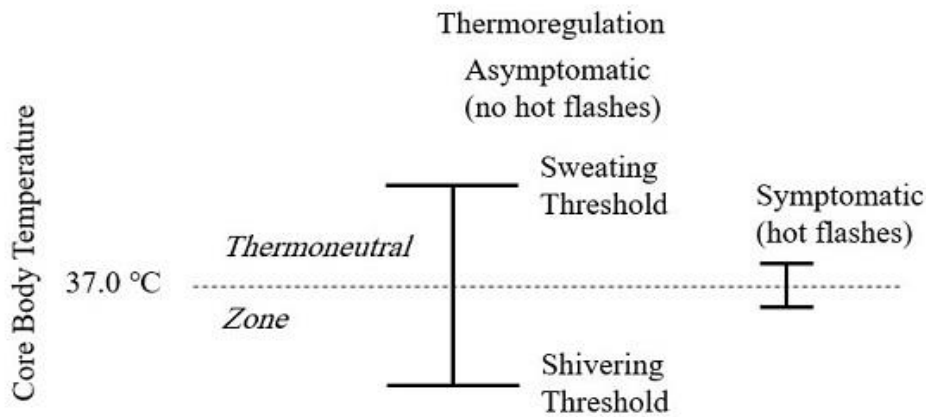 Thermoregulation
Asymptomatic
(no hot flashes)
Sweating
Threshold
Symptomatic
(hot flashes)
Core Body Temperature
Thermoneutral
37.0 °C
Zone
Shivering
Threshold